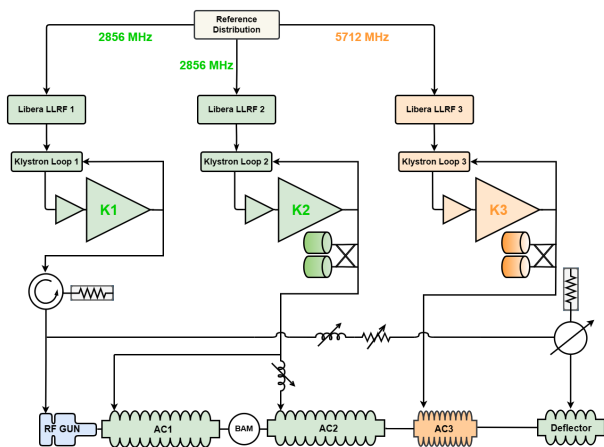 Reference
Distribution
2856 MHz
5712 MHz
2856 MHz
Libera LLRF 1
Libera LLRF 2
Libera LLRF 3
Klystron Loop 1
Klystron Loop 2
Klystron Loop 3
K1
K2
K3
RF GUN
AC1
BAM
AC2
AC3
Deflector